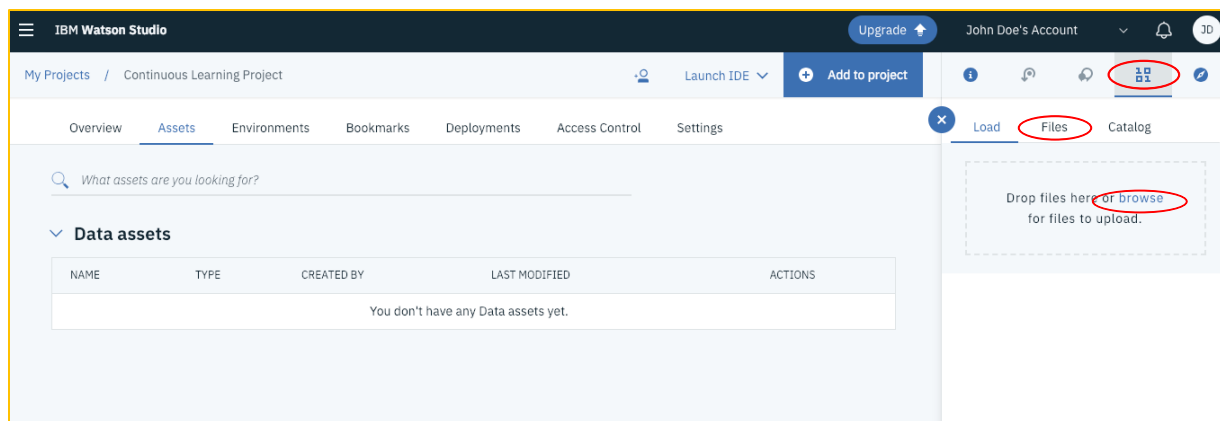 IBM Watson Studio
Upgrade
John Doe's Account
JD
My Projects / Continuous Learning Project
Launch IDE
Add to project
Overview
Assets
Environments
Bookmarks
Deployments
Access Control
Settings
Load
Files
Catalog
What assets are you looking for?
Drop files here or browse
for files to upload.
Data assets
NAME
TYPE
CREATED BY
LAST MODIFIED
ACTIONS
You don't have any Data assets yet.